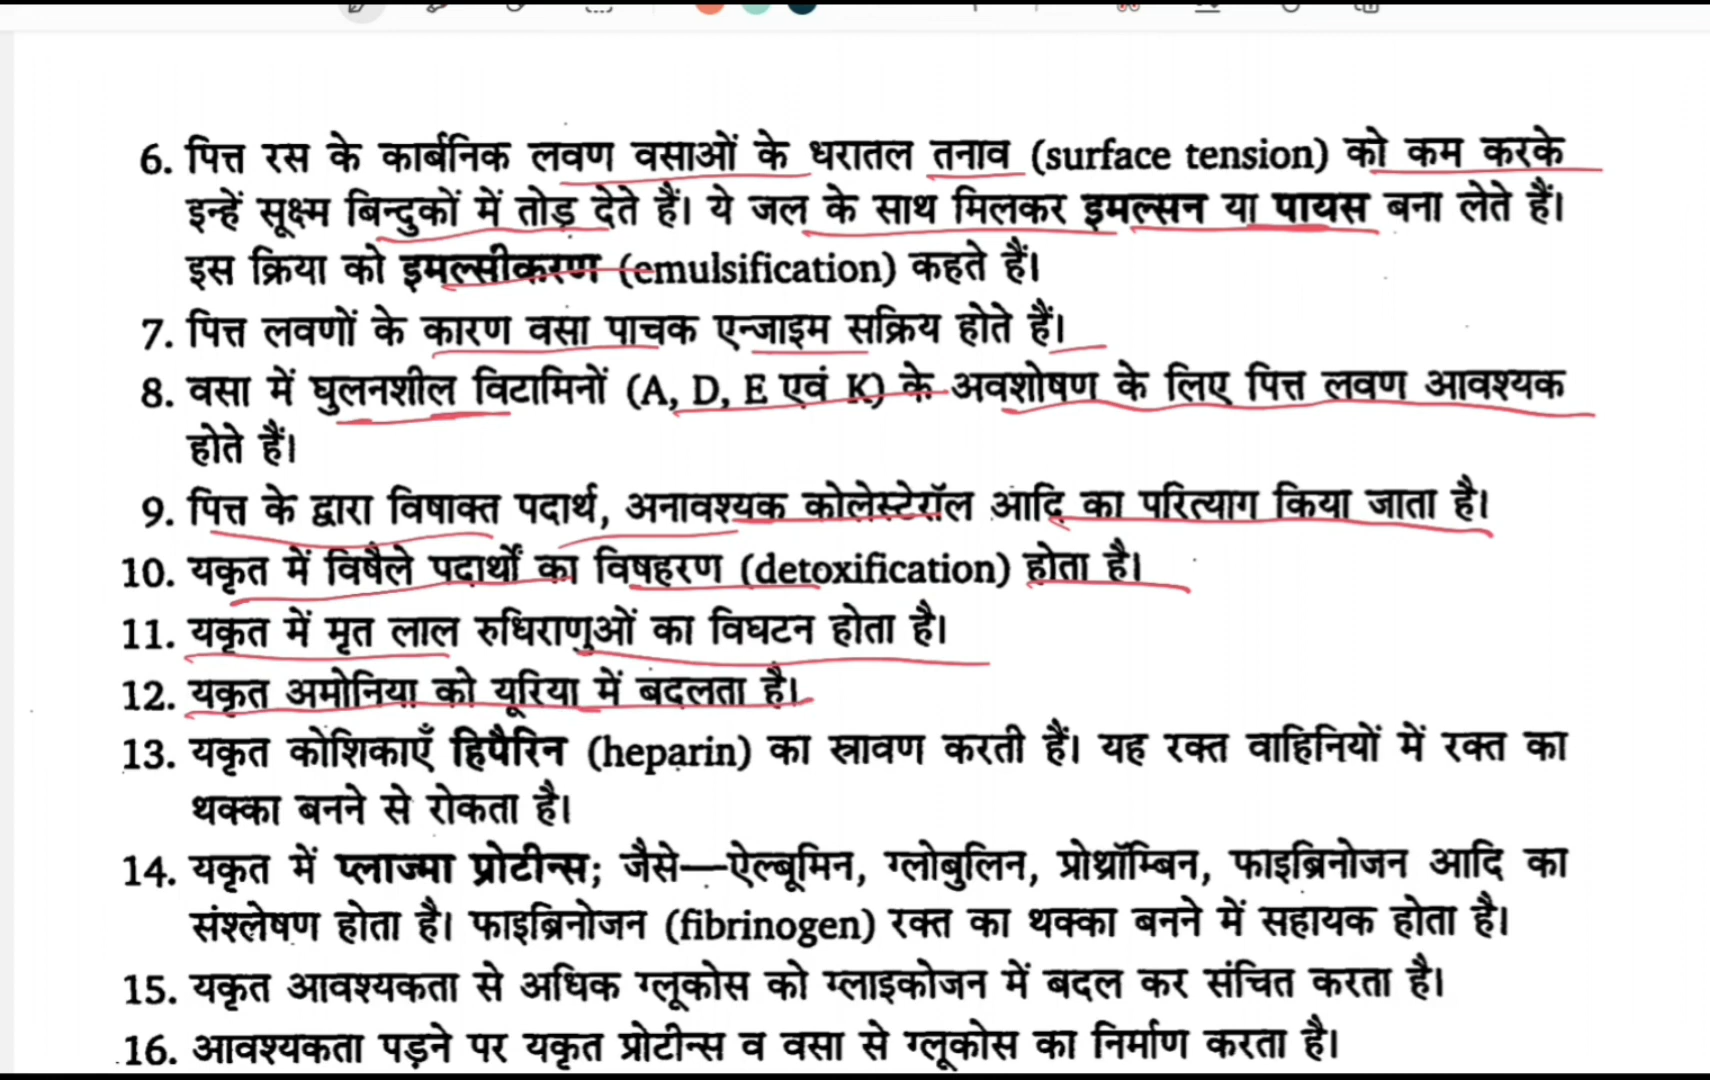 6. पित्त रस के कार्बनिक लवण वसाओं के धरातल तनाव (surface tension) को कम करके
इन्हें सूक्ष्म बिन्दुकों में तोड़ देते हैं। ये जल के साथ मिलकर इमल्सन या पायस बना लेते हैं।
इस क्रिया को इमल्सीकरण (emulsification) कहते हैं।
7. पित्त लवणों के कारण वसा पाचक एन्जाइम सक्रिय होते हैं।
8. वसा में घुलनशील विटामिनों (A, D, E एवं K) के अवशोषण के लिए पित्त लवण आवश्यक
होते हैं।
9. पित्त के द्वारा विषाक्त पदार्थ, अनावश्यक कोलेस्टेरॉल आदि का परित्याग किया जाता है।
10. यकृत में विषैले पदार्थों का विषहरण (detoxification) होता है।
11. यकृत में मृत लाल रुधिराणुओं का विघटन होता है।
12. यकृत अमोनिया को यूरिया में बदलता है।
13. यकृत कोशिकाएँ हिपैरिन (heparin) का स्रावण करती हैं। यह रक्त वाहिनियों में रक्त का
थक्का बनने से रोकता है।
14. यकृत में प्लाज्मा प्रोटीन्स; जैसे—ऐल्बूमिन, ग्लोबुलिन, प्रोथ्रॉम्बिन, फाइब्रिनोजन आदि का
संश्लेषण होता है। फाइब्रिनोजन (fibrinogen) रक्त का थक्का बनने में सहायक होता है।
15. यकृत आवश्यकता से अधिक ग्लूकोस को ग्लाइकोजन में बदल कर संचित करता है।
16. आवश्यकता पड़ने पर यकृत प्रोटीन्स व वसा से ग्लूकोस का निर्माण करता है।